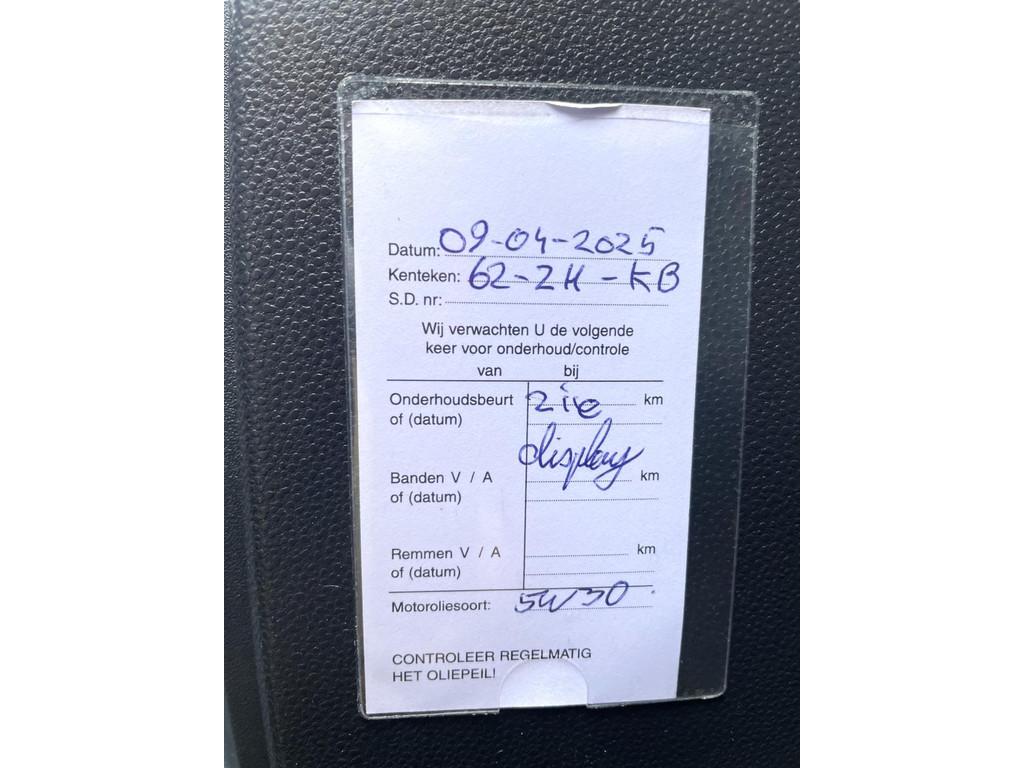 Datum: 09-04-2025
Kenteken: 62-ZH-KB
S.D. nr:
Wij verwachten U de volgende
keer voor onderhoud/controle
van bij
Onderhoudsbeurt zie km
of (datum)
display
Banden V / A km
of (datum)
Remmen V / A km
of (datum)
Motoroliesoort: 5W30
CONTROLEER REGELMATIG
HET OLIEPEIL!